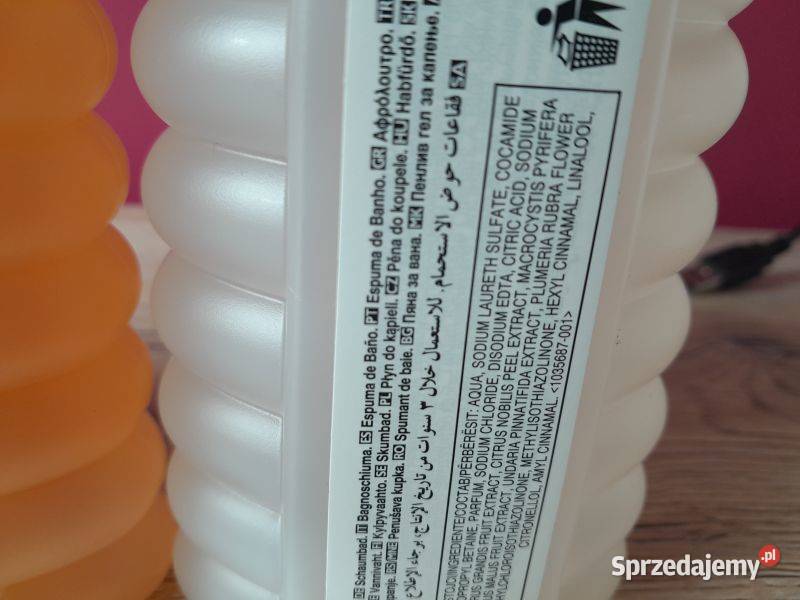 DE Schaumbad. IT Bagnoschiuma. ES Espuma de Baño. PT Espuma de Banho. GR Αφρόλουτρο. TR
Vannivaht. FI Kylpyvaahto. SE Skumbad. PL Płyn do kąpieli. CZ Pěna do koupele. HU Habfürdő. SK
Penušava kupka. RO Spumant de baie. BG Пяна за вана. MK Пенлив гел за капење.
فقاعات حوض الاستحمام. للاستعمال خلال ٣ سنوات من تاريخ الإنتاج، برجاء الإطلاع SA
AQUA, SODIUM LAURETH SULFATE, COCAMIDE
BETAINE, PARFUM, SODIUM CHLORIDE, DISODIUM EDTA, CITRIC ACID, SODIUM
GRANDIS FRUIT EXTRACT, CITRUS NOBILIS PEEL EXTRACT, MACROCYSTIS PYRIFERA
MALUS FRUIT EXTRACT, UNDARIA PINNATIFIDA EXTRACT, PLUMERIA RUBRA FLOWER
METHYLISOTHIAZOLINONE, HEXYL CINNAMAL, LINALOOL,
CITRONELLOL, AMYL CINNAMAL. <1035687-001>
Sprzedajemy.pl